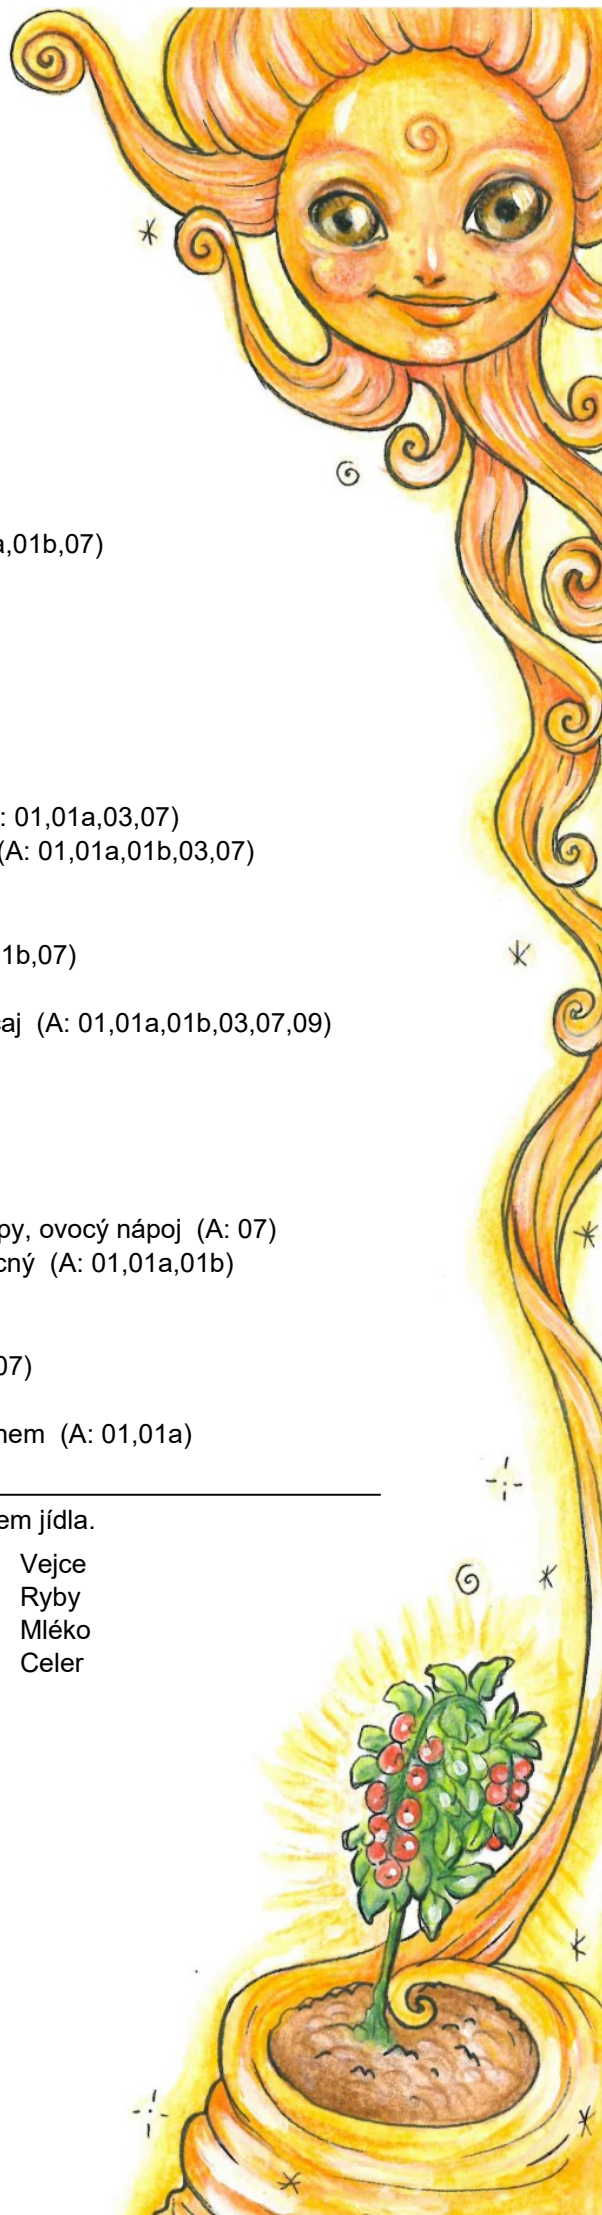 ,01b,07)
: 01,01a,03,07)
(A: 01,01a,01b,03,07)
1b,07)
aj (A: 01,01a,01b,03,07,09)
py, ovocý nápoj (A: 07)
cný (A: 01,01a,01b)
07)
nem (A: 01,01a)
em jídla.
Vejce
Ryby
Mléko
Celer